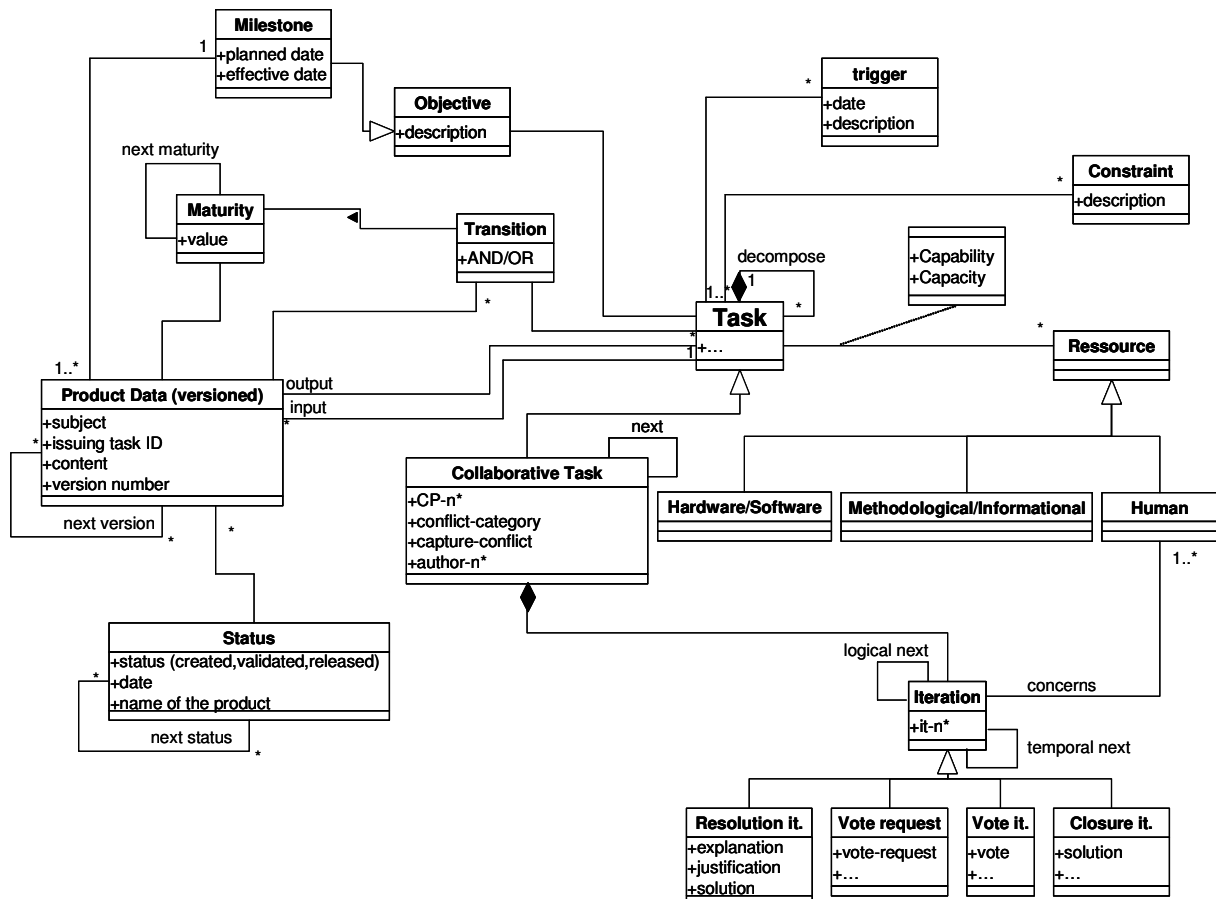 Milestone
+planned date
+effective date
1
Objective
+description
trigger
+date
+description
*
Constraint
+description
*
next maturity
Maturity
+value
Transition
+AND/OR
*
+Capability
+Capacity
decompose
1
1..*
*
Task
+...
*
1
*
Ressource
1..*
Product Data (versioned)
+subject
+issuing task ID
+content
+version number
output
input
*
*
next version
*
next
Collaborative Task
+CP-n*
+conflict-category
+capture-conflict
+author-n*
Hardware/Software
Methodological/Informational
Human
1..*
*
Status
+status (created,validated,released)
+date
+name of the product
*
next status
*
logical next
Iteration
+it-n*
concerns
temporal next
Resolution it.
+explanation
+justification
+solution
Vote request
+vote-request
+...
Vote it.
+vote
+...
Closure it.
+solution
+...